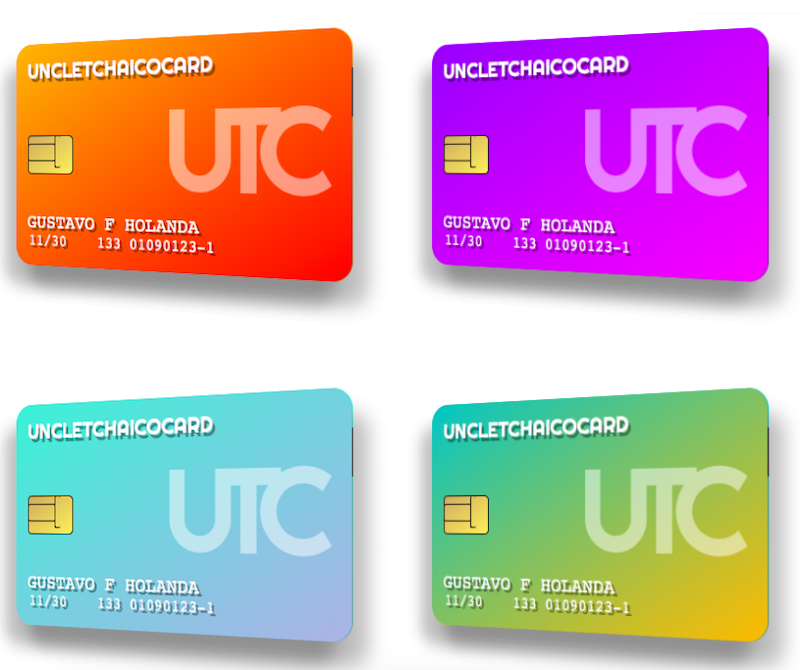 UNCLETCHAICOCARD
UTC
GUSTAVO F HOLANDA
11/30 133 01090123-1
UNCLETCHAICOCARD
UTC
GUSTAVO F HOLANDA
11/30 133 01090123-1
UNCLETCHAICOCARD
UTC
GUSTAVO F HOLANDA
11/30 133 01090123-1
UNCLETCHAICOCARD
UTC
GUSTAVO F HOLANDA
11/30 133 01090123-1